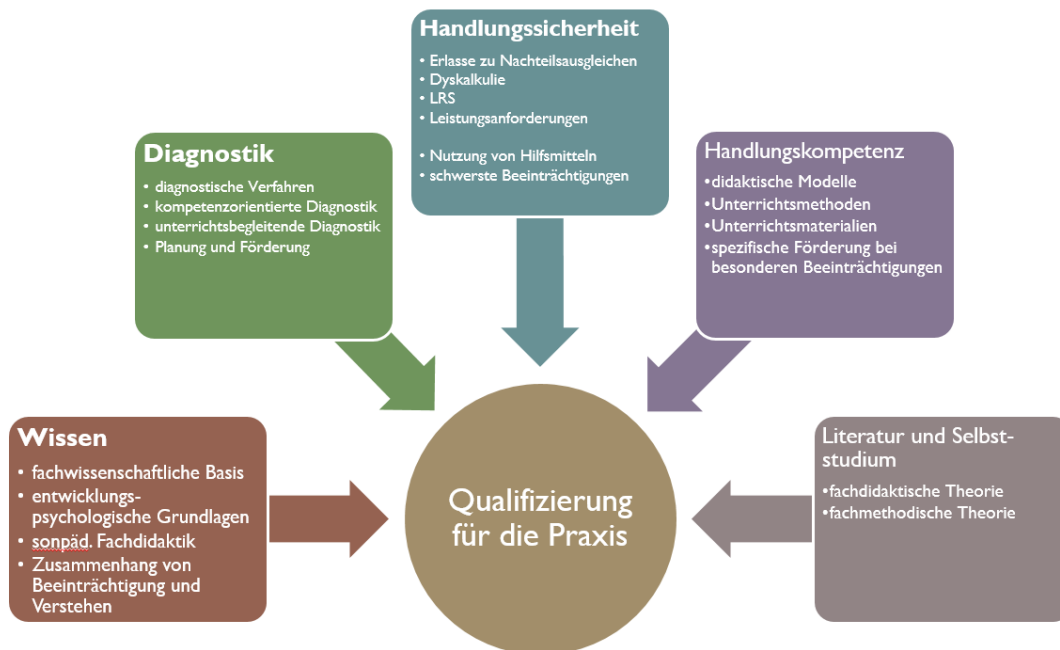 Handlungssicherheit
• Erlasse zu Nachteilsausgleichen
• Dyskalkulie
• LRS
• Leistungsanforderungen
• Nutzung von Hilfsmitteln
• schwerste Beeinträchtigungen
Diagnostik
• diagnostische Verfahren
• kompetenzorientierte Diagnostik
• unterrichtsbegleitende Diagnostik
• Planung und Förderung
Handlungskompetenz
•didaktische Modelle
•Unterrichtsmethoden
•Unterrichtsmaterialien
•spezifische Förderung bei
besonderen Beeinträchtigungen
Wissen
• fachwissenschaftliche Basis
• entwicklungs-
psychologische Grundlagen
• sonpäd. Fachdidaktik
• Zusammenhang von
Beeinträchtigung und
Verstehen
Qualifizierung
für die Praxis
Literatur und Selbst-
studium
•fachdidaktische Theorie
•fachmethodische Theorie